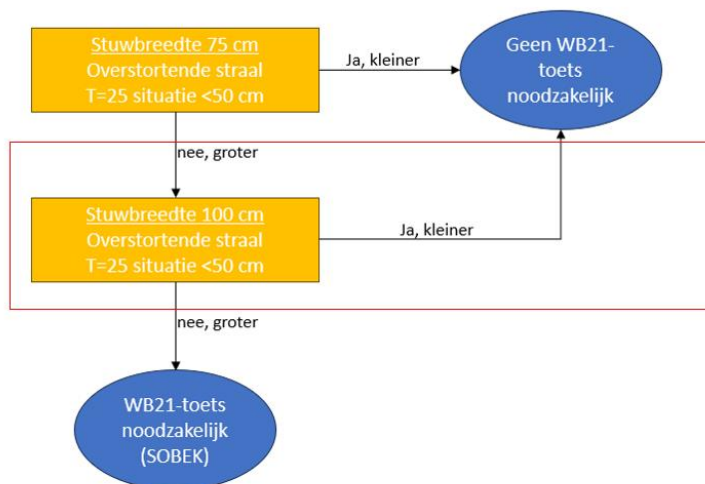 Stuwbreedte 75 cm
Overstortende straal
T=25 situatie <50 cm
Ja, kleiner
Geen WB21-
toets
noodzakelijk
nee, groter
Stuwbreedte 100 cm
Overstortende straal
T=25 situatie <50 cm
Ja, kleiner
nee, groter
WB21-toets
noodzakelijk
(SOBEK)